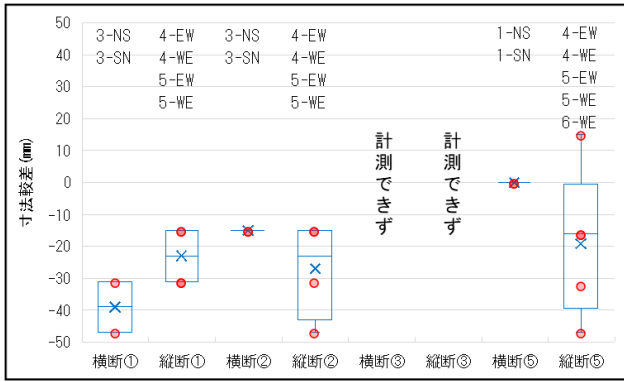 50
40
30
20
10
0
-10
-20
-30
-40
-50
寸法較差(㎜)
3-NS
3-SN
4-EW
4-WE
5-EW
5-WE
3-NS
3-SN
4-EW
4-WE
5-EW
5-WE
計測できず
計測できず
1-NS
1-SN
4-EW
4-WE
5-EW
5-WE
6-WE
横断① 縦断① 横断② 縦断② 横断③ 縦断③ 横断⑤ 縦断⑤